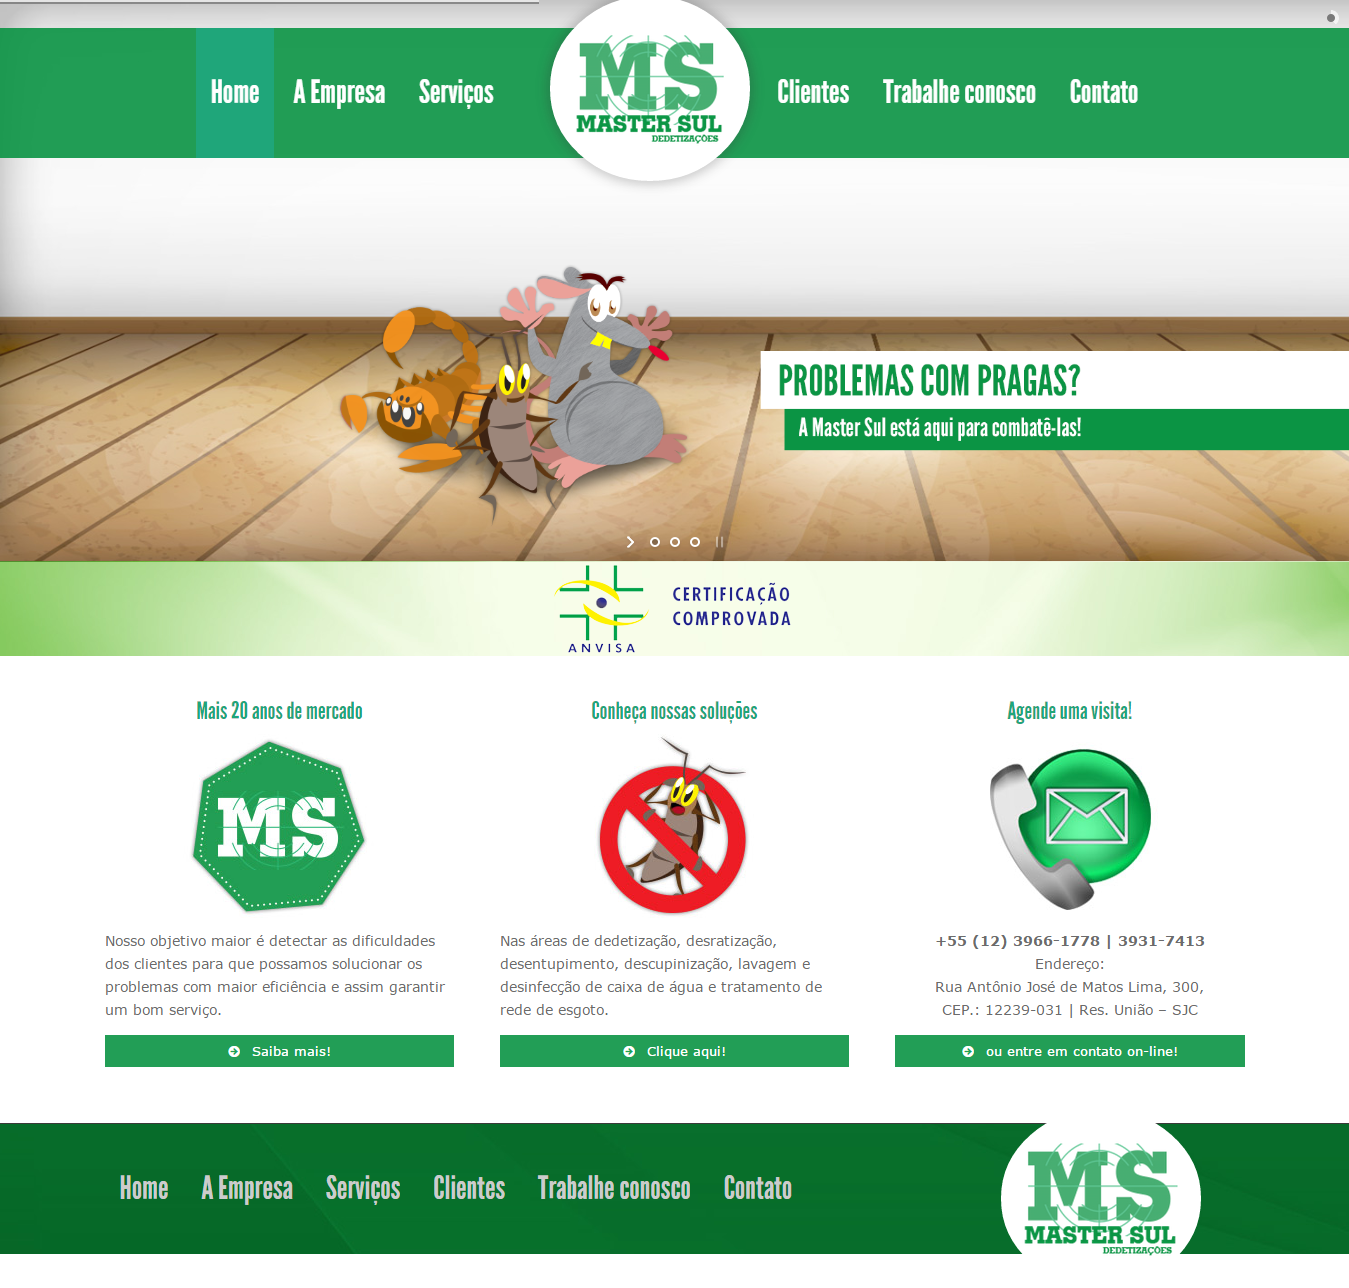 Home
A Empresa
Serviços
MS
MASTER SUL
DEDETIZAÇÕES
Clientes
Trabalhe conosco
Contato
PROBLEMAS COM PRAGAS?
A Master Sul está aqui para combatê-las!
ANVISA
CERTIFICAÇÃO
COMPROVADA
Mais 20 anos de mercado
MS
Nosso objetivo maior é detectar as dificuldades
dos clientes para que possamos solucionar os
problemas com maior eficiência e assim garantir
um bom serviço.
Saiba mais!
Conheça nossas soluções
Nas áreas de dedetização, desratização,
desentupimento, descupinização, lavagem e
desinfecção de caixa de água e tratamento de
rede de esgoto.
Clique aqui!
Agende uma visita!
+55 (12) 3966-1778 | 3931-7413
Endereço:
Rua Antônio José de Matos Lima, 300,
CEP.: 12239-031 | Res. União – SJC
ou entre em contato on-line!
Home
A Empresa
Serviços
Clientes
Trabalhe conosco
Contato
MS
MASTER SUL
DEDETIZAÇÕES